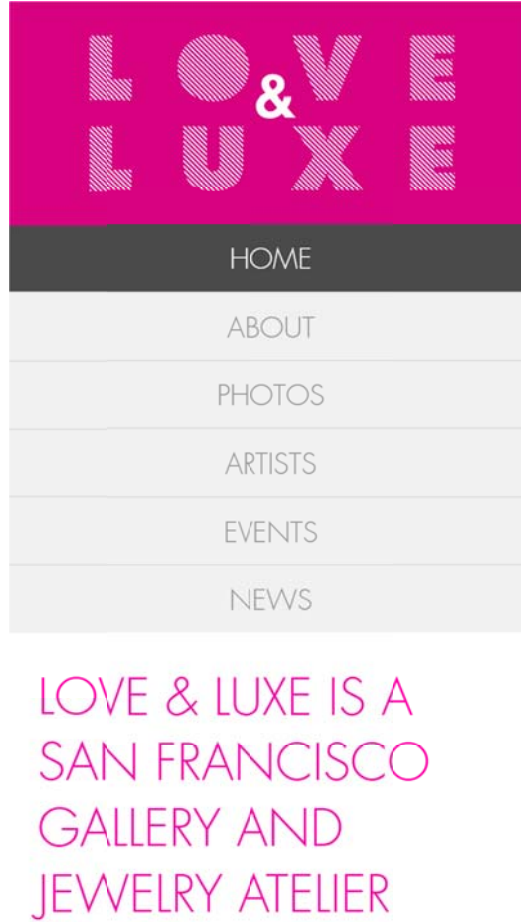 LOVE
&
LUXE
HOME
ABOUT
PHOTOS
ARTISTS
EVENTS
NEWS
LOVE & LUXE IS A
SAN FRANCISCO
GALLERY AND
JEWELRY ATELIER